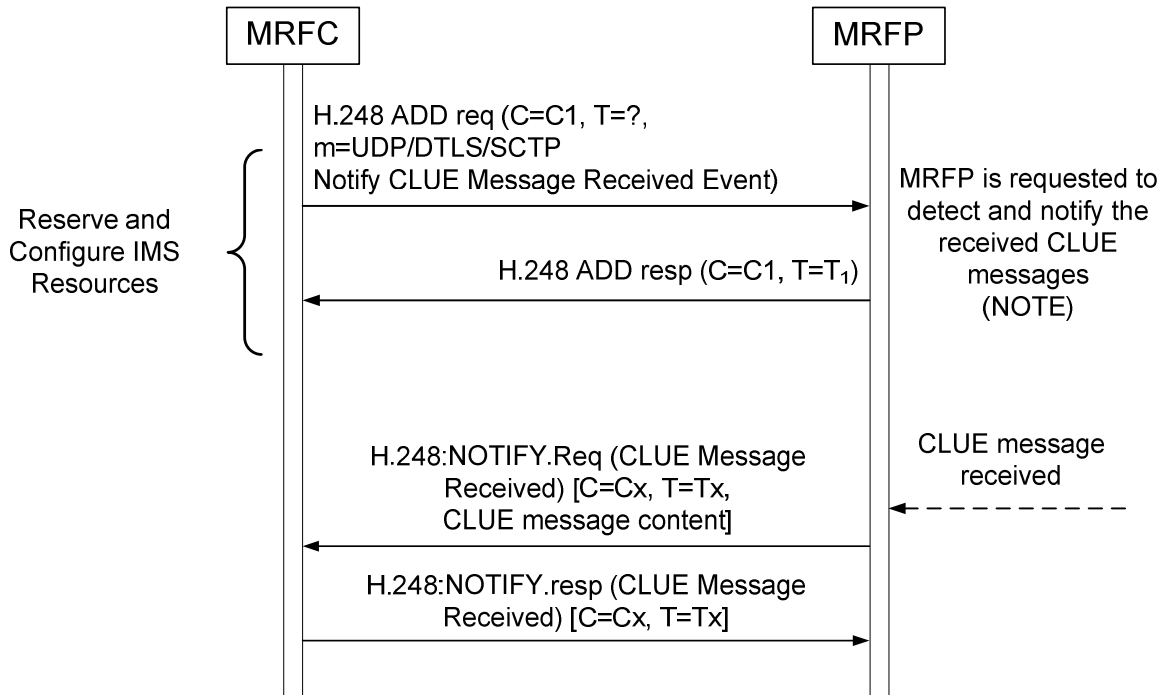 MRFC
MRFP
H.248 ADD req (C=C1, T=?,
m=UDP/DTLS/SCTP
Notify CLUE Message Received Event)
Reserve and
Configure IMS
Resources
MRFP is requested to
detect and notify the
received CLUE
messages
(NOTE)
H.248 ADD resp (C=C1, T=T₁)
CLUE message
received
H.248:NOTIFY.Req (CLUE Message
Received) [C=Cx, T=Tx,
CLUE message content]
H.248:NOTIFY.resp (CLUE Message
Received) [C=Cx, T=Tx]